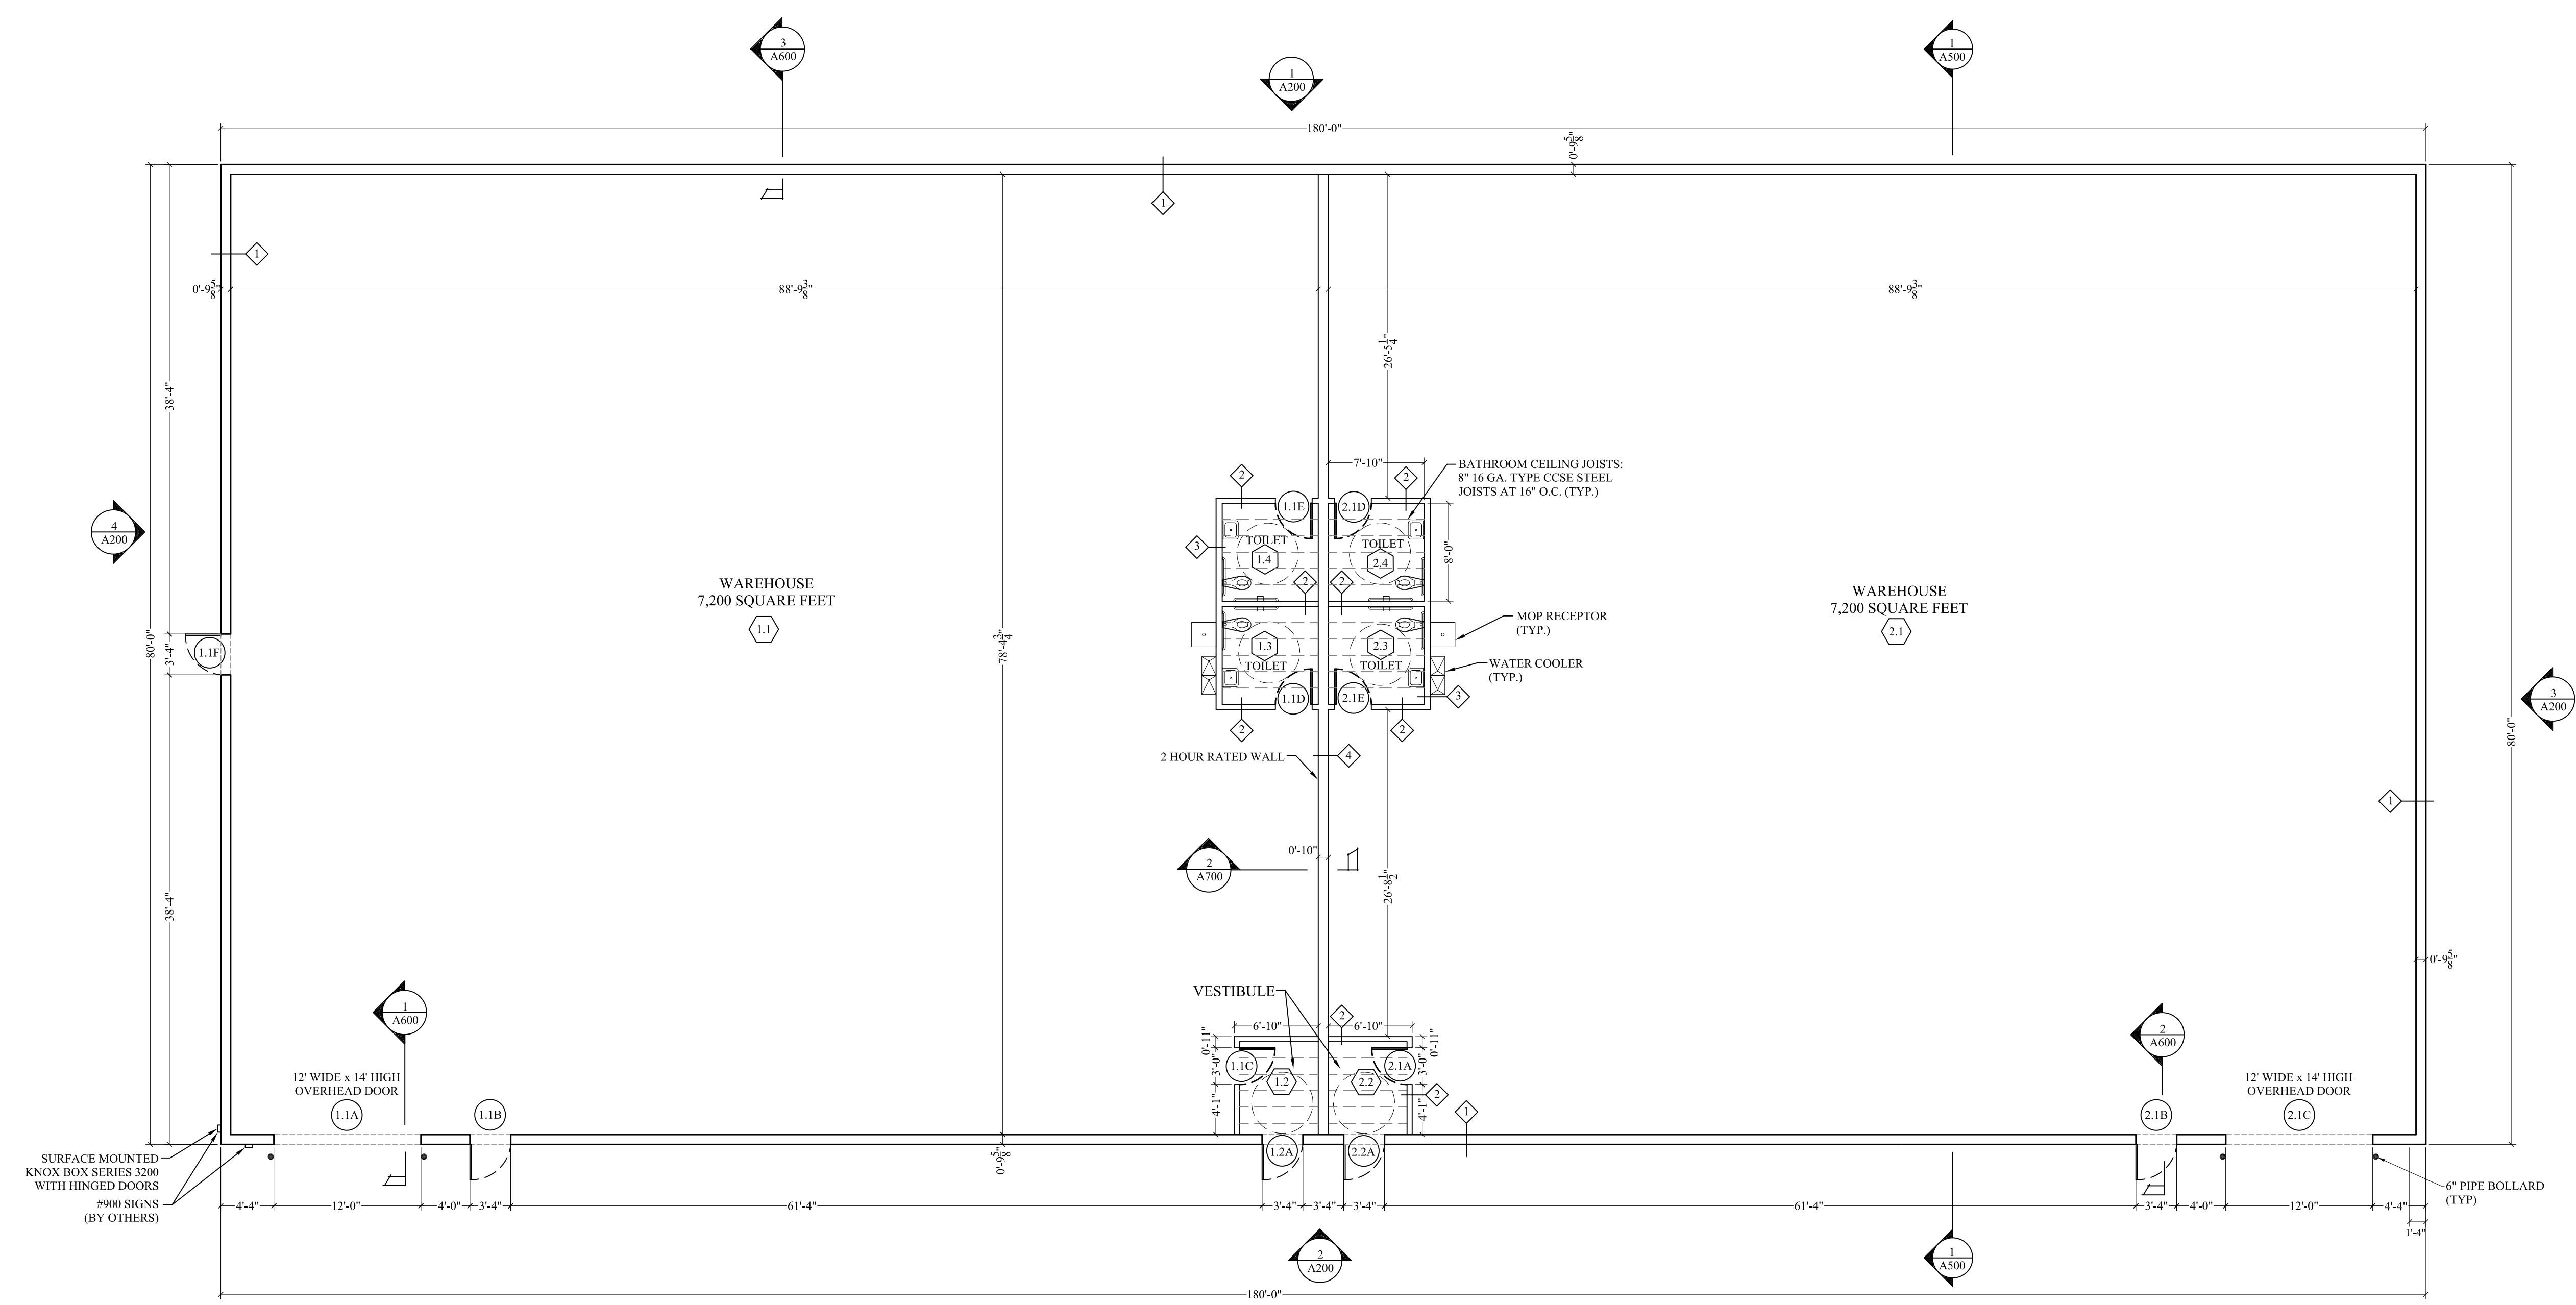 3
A600
1
A200
1
A500
180'-0"
0'-9 5/8"
1
1
0'-9 5/8"
88'-9 3/8"
88'-9 3/8"
38'-4"
26'-5 1/4"
7'-10"
BATHROOM CEILING JOISTS:
8" 16 GA. TYPE CCSE STEEL
JOISTS AT 16" O.C. (TYP.)
2
2
1.1E
2.1D
4
A200
3
TOILET
1.4
TOILET
2.4
8'-0"
2
2
WAREHOUSE
7,200 SQUARE FEET
1.1
WAREHOUSE
7,200 SQUARE FEET
2.1
MOP RECEPTOR
(TYP.)
80'-0"
3'-4"
1.1F
78'-4 3/4"
1.3
TOILET
2.3
TOILET
WATER COOLER
(TYP.)
1.1D
2.1E
3
3
A200
2
2
80'-0"
2 HOUR RATED WALL
4
1
2
A700
0'-10"
26'-8 1/2"
38'-4"
0'-9 5/8"
VESTIBULE
1
A600
2
2
A600
6'-10"
6'-10"
0'-11"
0'-11"
3'-0"
3'-0"
1.1C
1.2
2.2
2.1A
2
4'-1"
4'-1"
1
12' WIDE x 14' HIGH
OVERHEAD DOOR
1.1A
1.1B
12' WIDE x 14' HIGH
OVERHEAD DOOR
2.1B
2.1C
SURFACE MOUNTED
KNOX BOX SERIES 3200
WITH HINGED DOORS
#900 SIGNS
(BY OTHERS)
0'-9 5/8"
1.2A
2.2A
6" PIPE BOLLARD
(TYP)
4'-4"
12'-0"
4'-0"
3'-4"
61'-4"
3'-4"
3'-4"
3'-4"
61'-4"
3'-4"
4'-0"
12'-0"
4'-4"
1'-4"
2
A200
1
A500
180'-0"